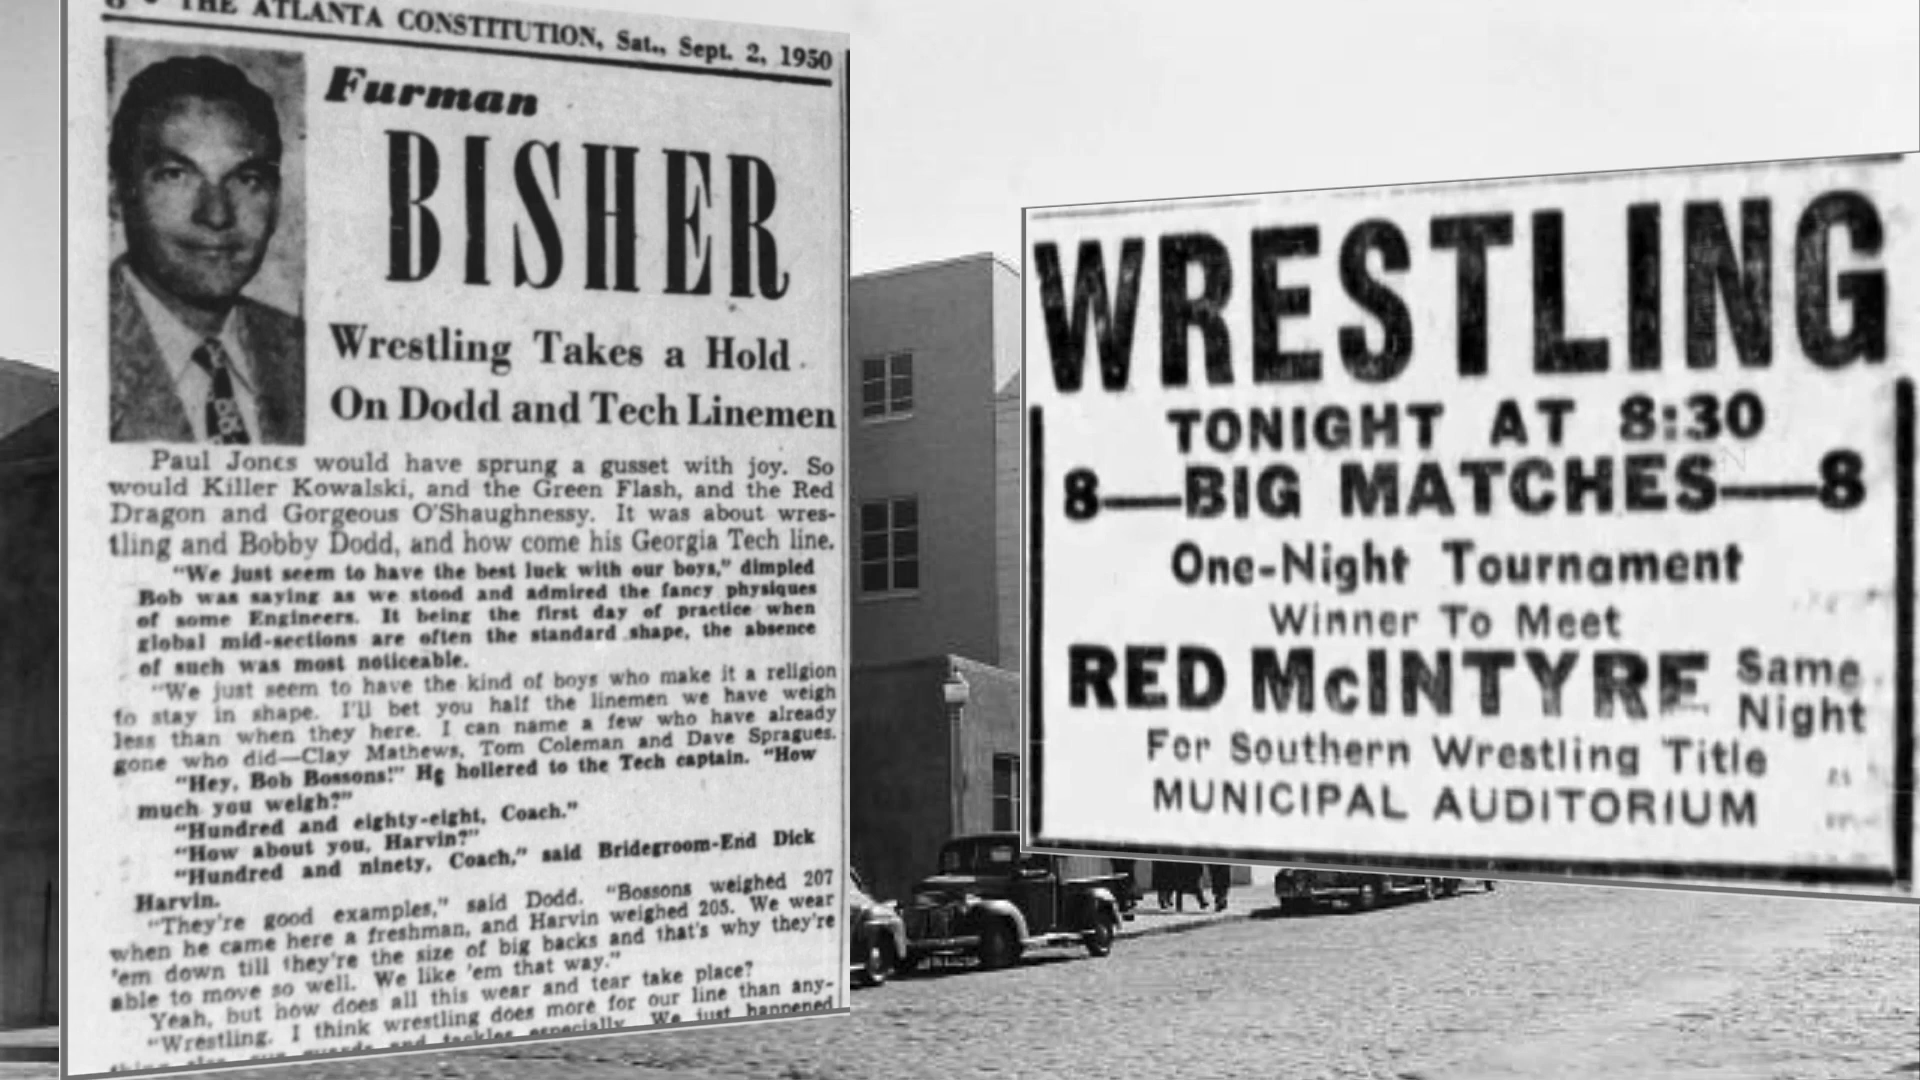 8 • THE ATLANTA CONSTITUTION, Sat., Sept. 2, 1950
Furman
BISHER
Wrestling Takes a Hold
On Dodd and Tech Linemen
Paul Jones would have sprung a gusset with joy. So
would Killer Kowalski, and the Green Flash, and the Red
Dragon and Gorgeous O'Shaughnessy. It was about wres-
tling and Bobby Dodd, and how come his Georgia Tech line.
"We just seem to have the best luck with our boys," dimpled
Bob was saying as we stood and admired the fancy physiques
of some Engineers. It being the first day of practice when
global mid-sections are often the standard shape, the absence
of such was most noticeable.
"We just seem to have the kind of boys who make it a religion
to stay in shape. I'll bet you half the linemen we have weigh
less than when they here. I can name a few who have already
gone who did—Clay Mathews, Tom Coleman and Dave Spragues.
"Hey, Bob Bossons!" He hollered to the Tech captain. "How
much you weigh?"
"Hundred and eighty-eight, Coach."
"How about you, Harvin?"
"Hundred and ninety, Coach," said Bridegroom-End Dick
Harvin.
"They're good examples," said Dodd. "Bossons weighed 207
when he came here a freshman, and Harvin weighed 205. We wear
'em down till they're the size of big backs and that's why they're
able to move so well. We like 'em that way."
Yeah, but how does all this wear and tear take place?
"Wrestling. I think wrestling does more for our line than any-
thing else, our guards and tackles especially. We just happened
WRESTLING
TONIGHT AT 8:30
8—BIG MATCHES—8
One-Night Tournament
Winner To Meet
RED McINTYRE Same
Night
For Southern Wrestling Title
MUNICIPAL AUDITORIUM